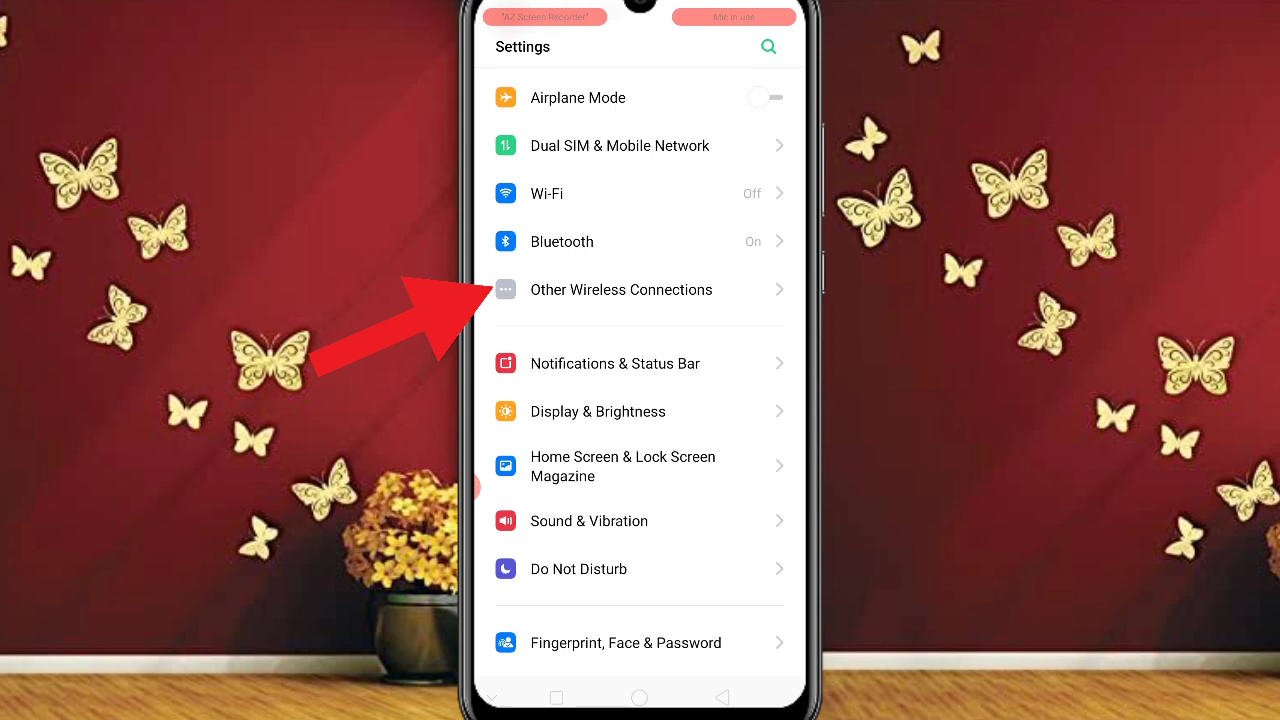 "AZ Screen Recorder"
Mic in use
Settings
Airplane Mode
Dual SIM & Mobile Network
Wi-Fi
Off
Bluetooth
On
Other Wireless Connections
Notifications & Status Bar
Display & Brightness
Home Screen & Lock Screen
Magazine
Sound & Vibration
Do Not Disturb
Fingerprint, Face & Password